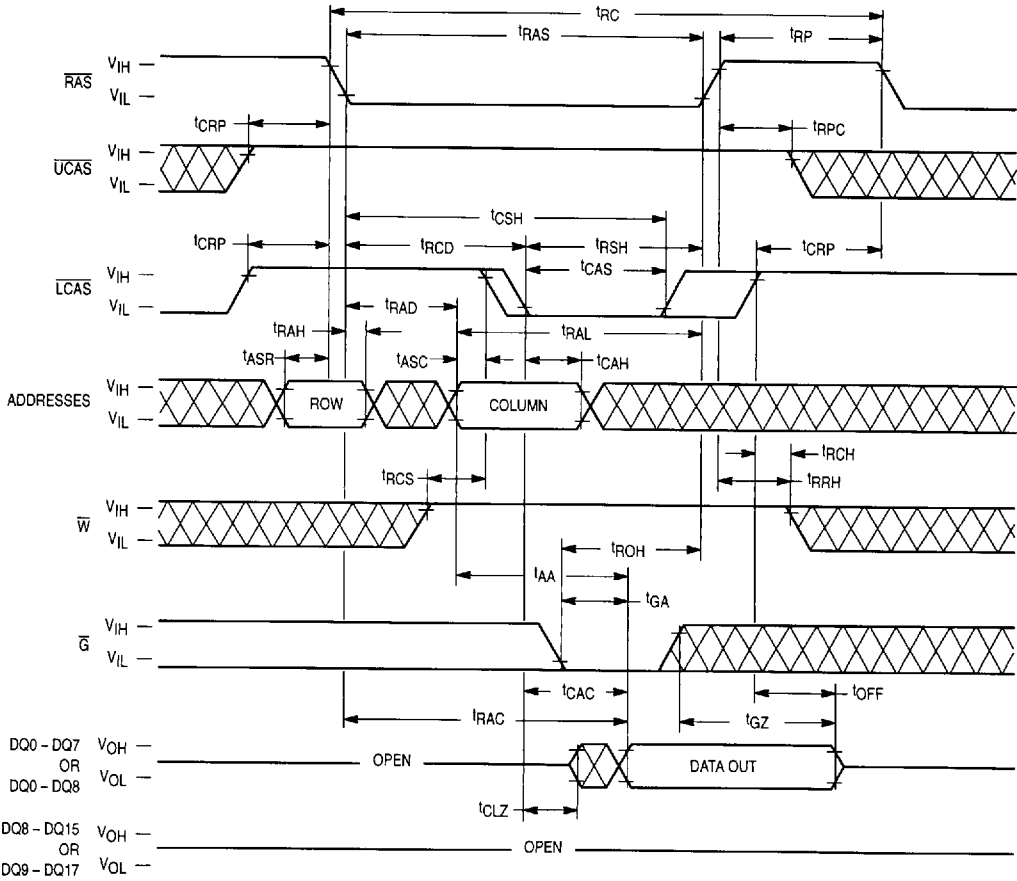 tRC
tRAS
tRP
RAS
VIH
VIL
tCRP
tRPC
UCAS
VIH
VIL
tCSH
tCRP
tRCD
tRSH
tCRP
LCAS
VIH
VIL
tCAS
tRAD
tRAH
tRAL
tASR
tASC
tCAH
ADDRESSES
VIH
VIL
ROW
COLUMN
tRCH
tRCS
tRRH
W
VIH
VIL
tROH
tAA
tGA
G
VIH
VIL
tCAC
tOFF
tRAC
tGZ
DQ0 – DQ7
OR
DQ0 – DQ8
VOH
VOL
OPEN
DATA OUT
tCLZ
DQ8 – DQ15
OR
DQ9 – DQ17
VOH
VOL
OPEN